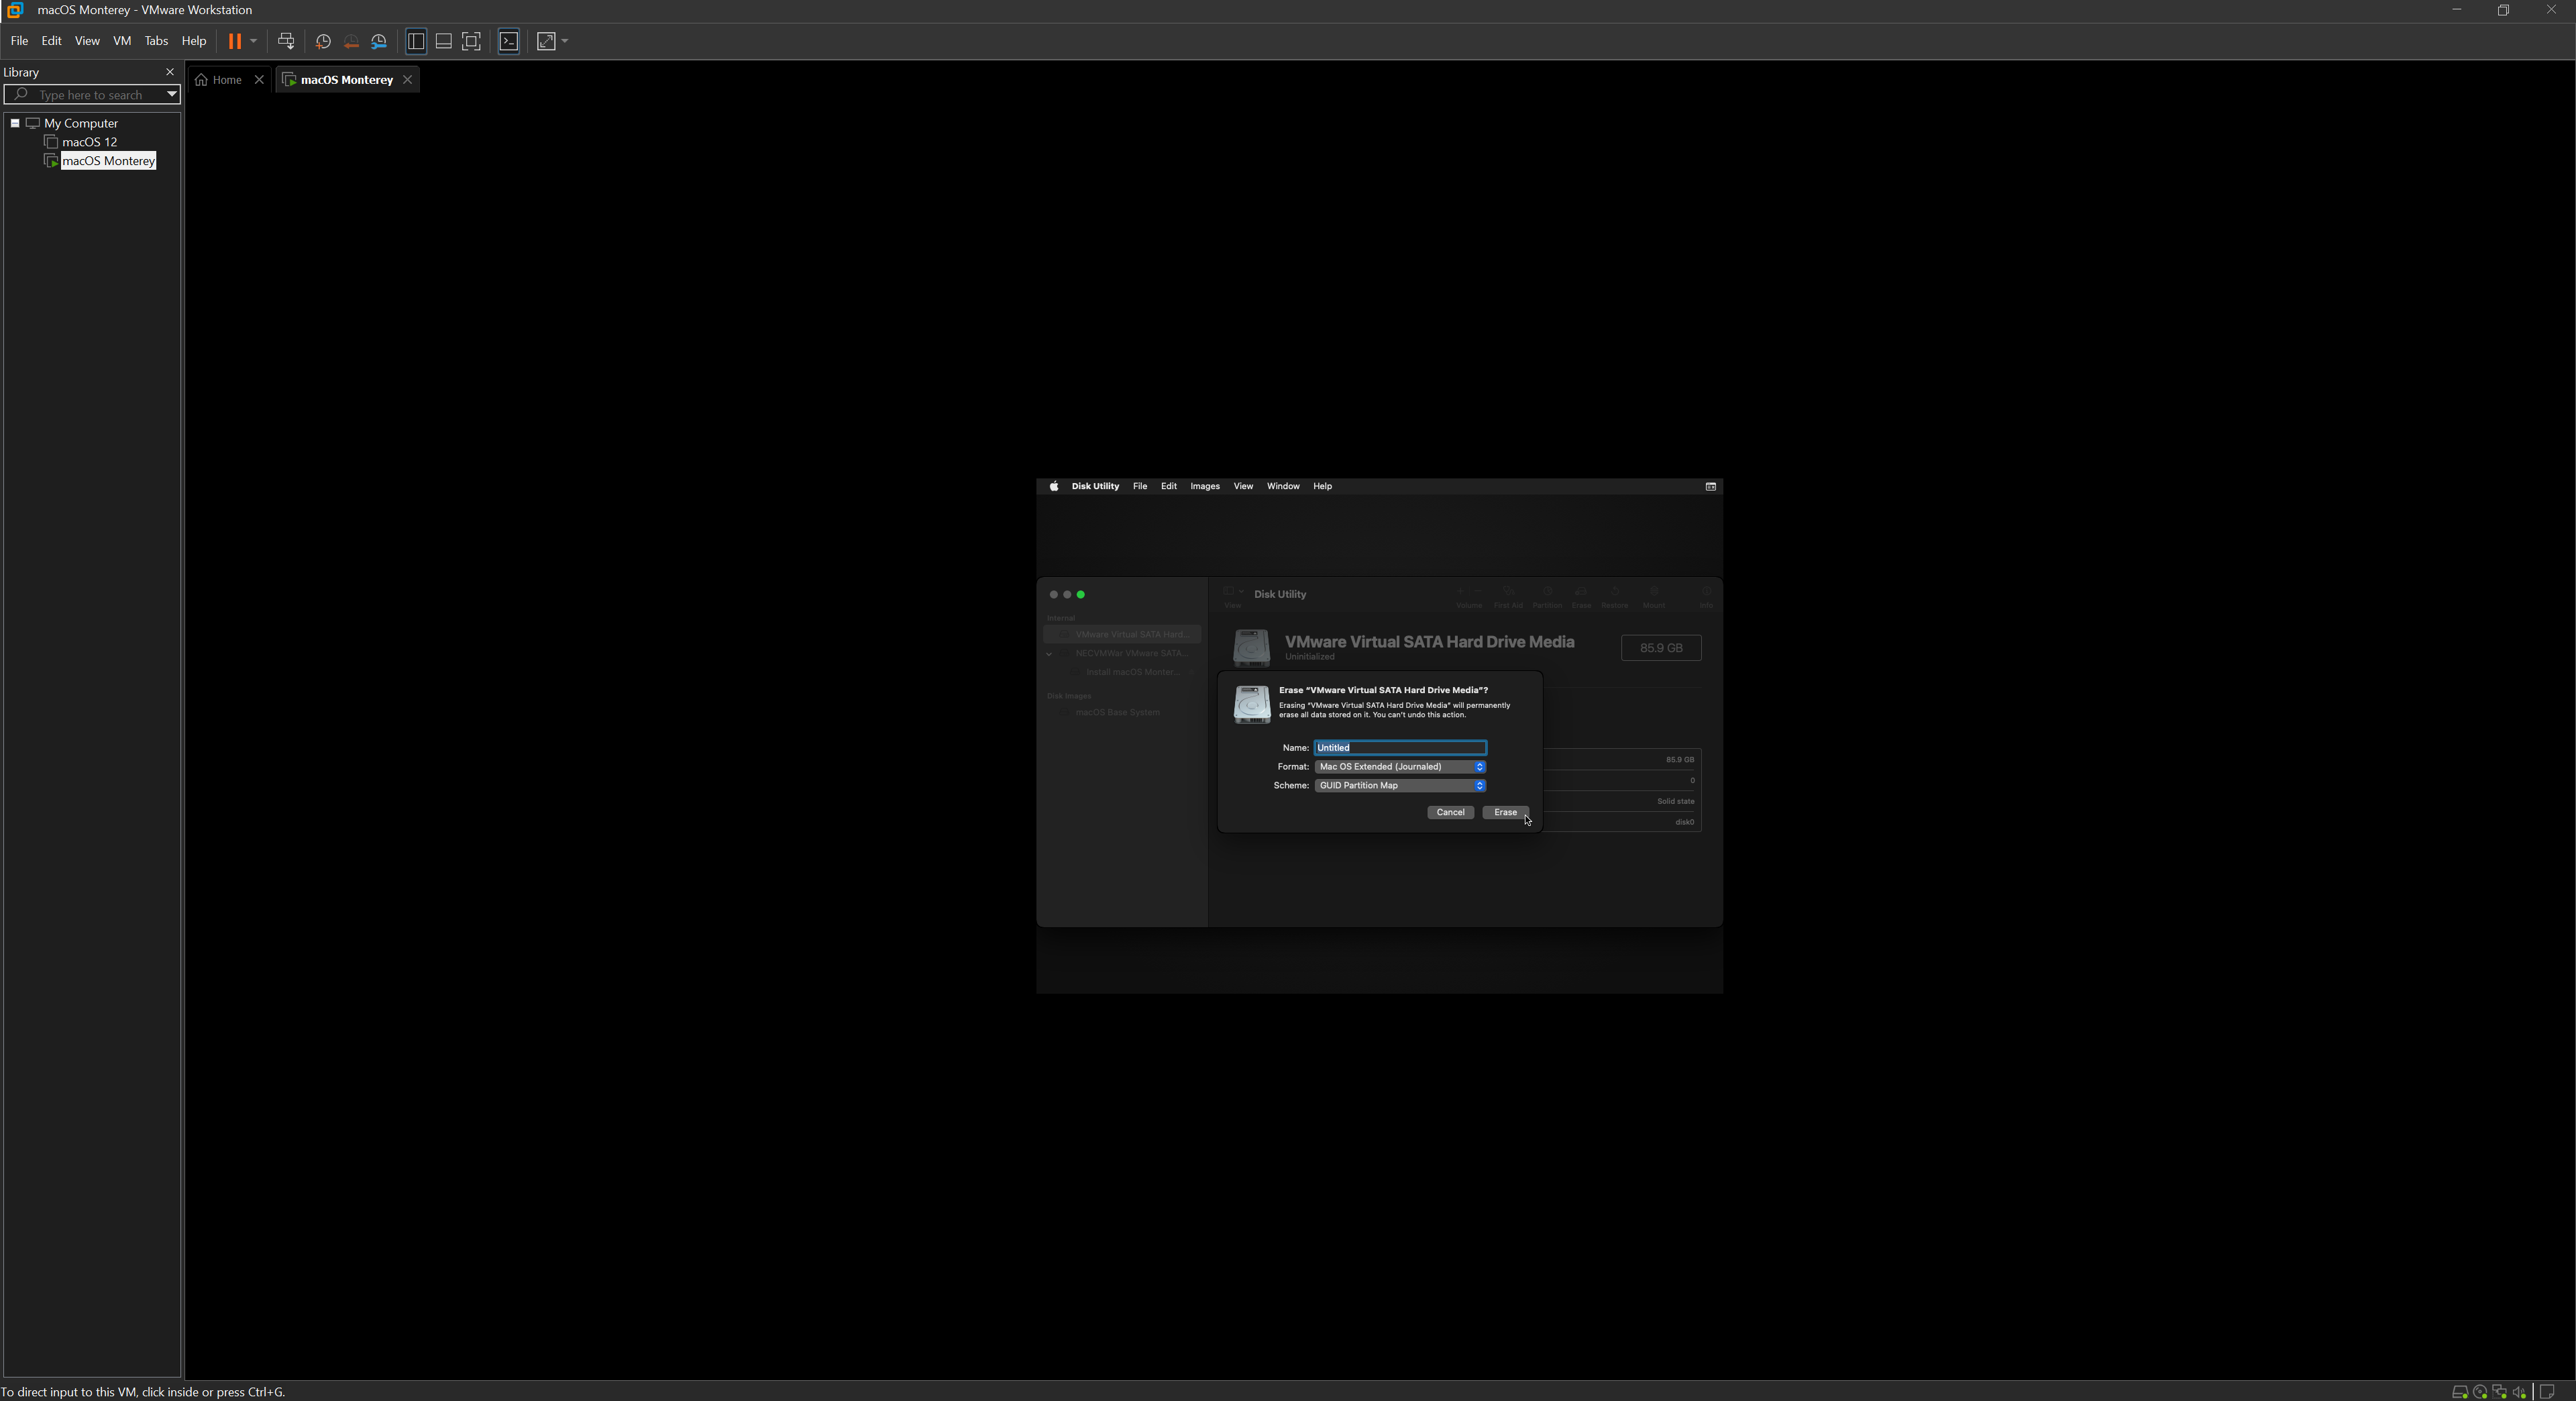 macOS Monterey - VMware Workstation
File Edit View VM Tabs Help
Library
Type here to search
My Computer
macOS 12
macOS Monterey
Home
macOS Monterey
Disk Utility File Edit Images View Window Help
Disk Utility
View
Volume First Aid Partition Erase Restore Mount Info
Internal
VMware Virtual SATA Hard...
NECVMWar VMware SATA...
Install macOS Monter...
Disk Images
macOS Base System
VMware Virtual SATA Hard Drive Media
Uninitialized
85.9 GB
Erase "VMware Virtual SATA Hard Drive Media"?
Erasing "VMware Virtual SATA Hard Drive Media" will permanently
erase all data stored on it. You can't undo this action.
Name: Untitled
Format: Mac OS Extended (Journaled)
Scheme: GUID Partition Map
Cancel Erase
85.9 GB
0
Solid state
disk0
To direct input to this VM, click inside or press Ctrl+G.